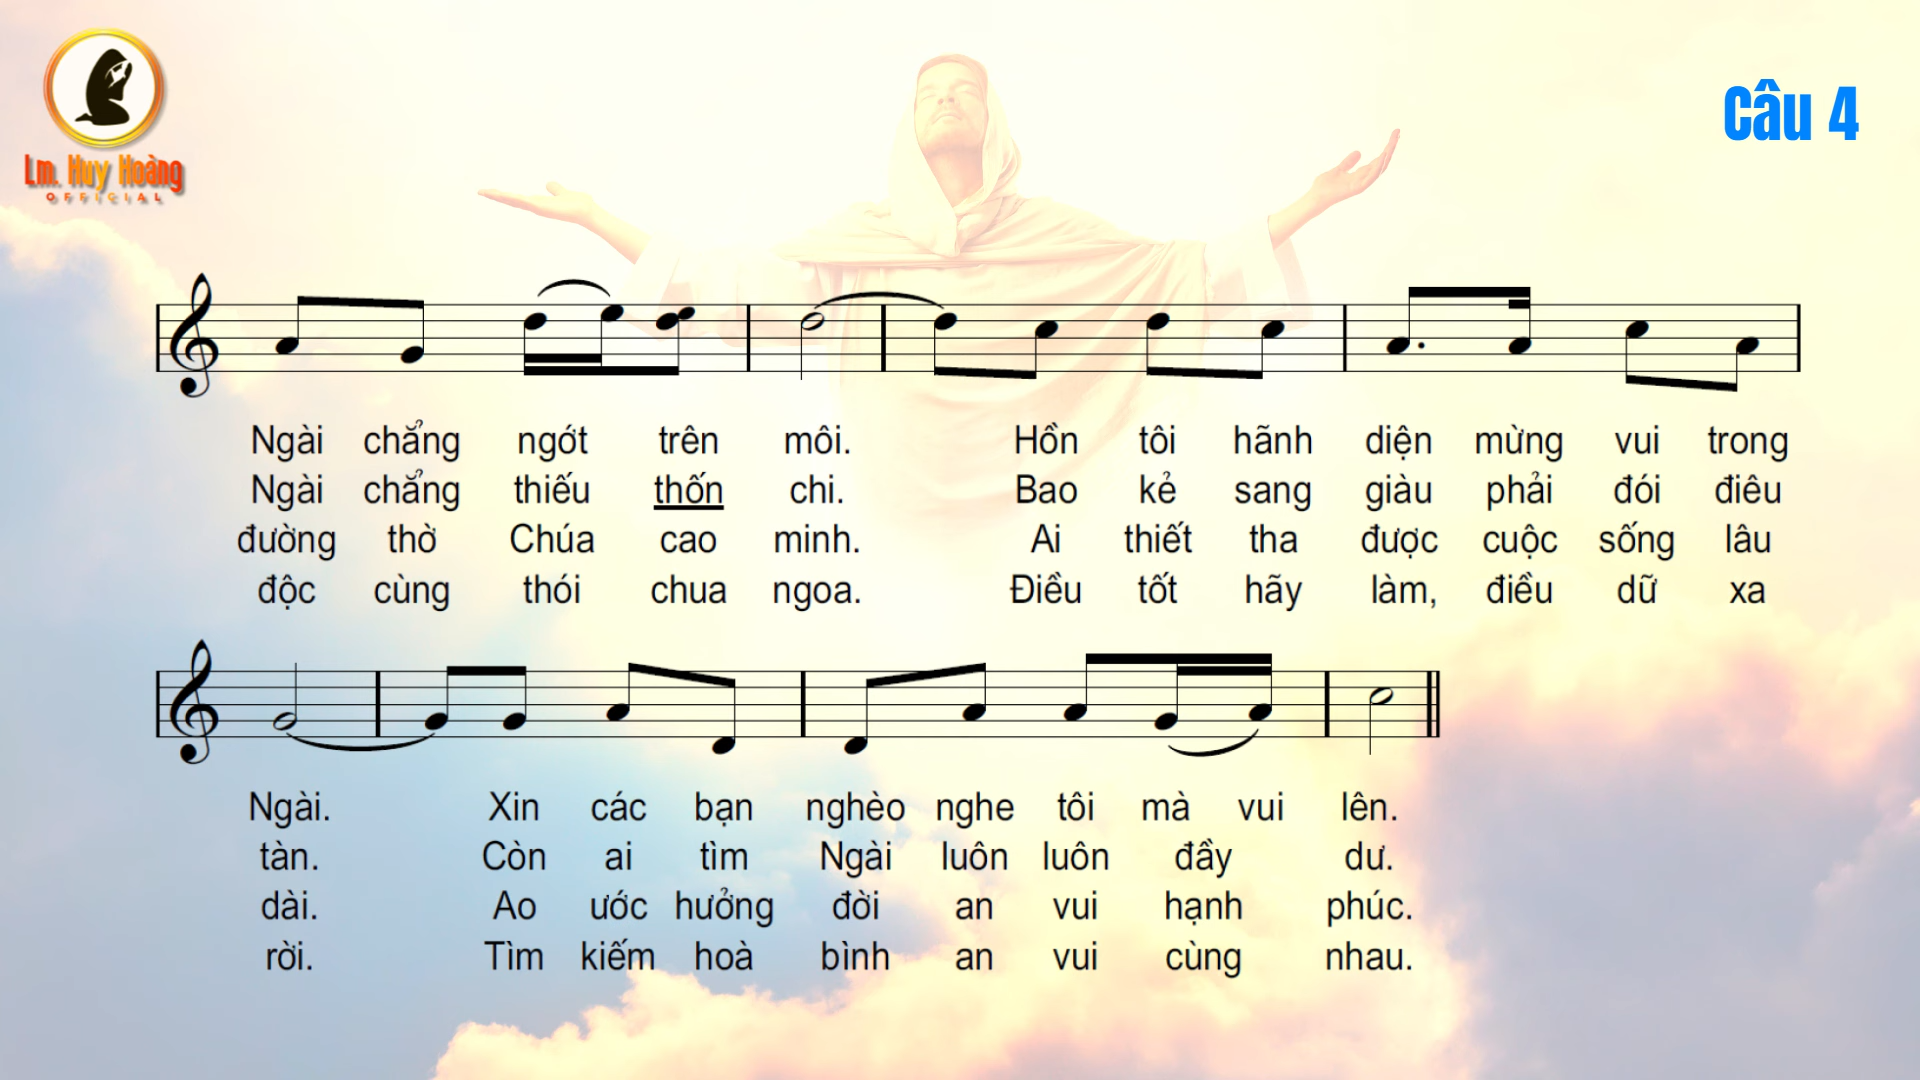 Lm. Huy Hoàng
OFFICIAL
Câu 4
Ngài chẳng ngớt trên môi. Hồn tôi hãnh diện mừng vui trong
Ngài chẳng thiếu thốn chi. Bao kẻ sang giàu phải đói điêu
đường thờ Chúa cao minh. Ai thiết tha được cuộc sống lâu
độc cùng thói chua ngoa. Điều tốt hãy làm, điều dữ xa
Ngài. Xin các bạn nghèo nghe tôi mà vui lên.
tàn. Còn ai tìm Ngài luôn luôn đầy dư.
dài. Ao ước hưởng đời an vui hạnh phúc.
rời. Tìm kiếm hoà bình an vui cùng nhau.